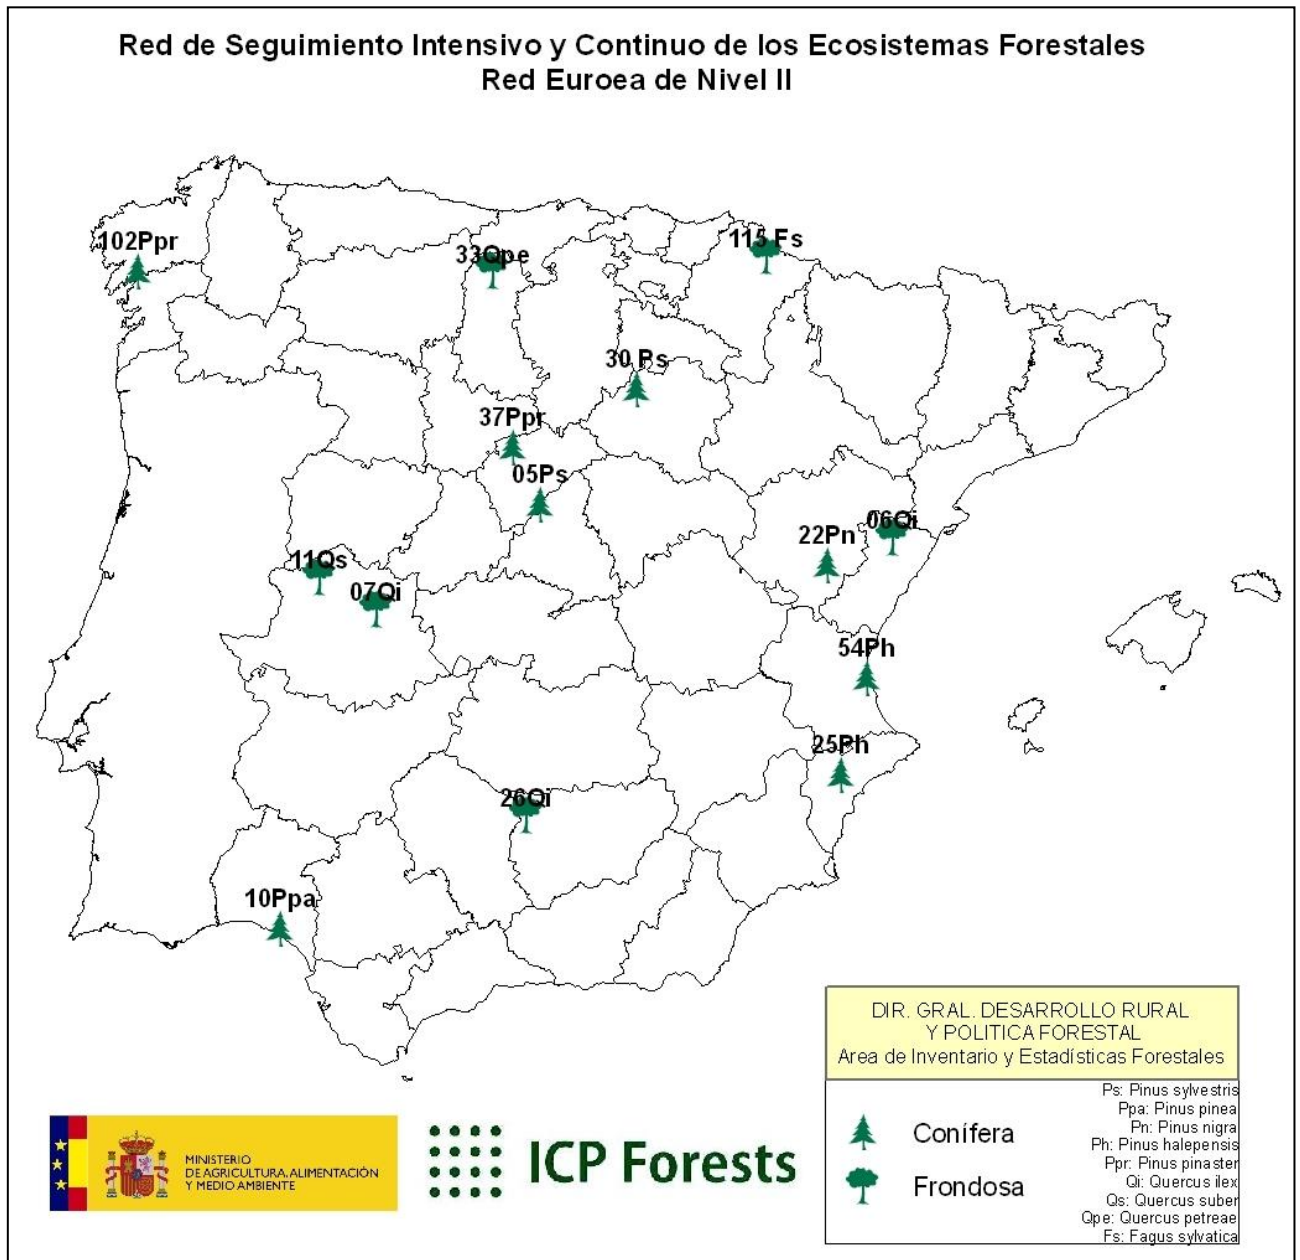 Red de Seguimiento Intensivo y Continuo de los Ecosistemas Forestales
Red Euroea de Nivel II
102Ppr
33Qpe
115 Fs
30 Ps
37Ppr
05Ps
22Pn
06Qi
11Qs
07Qi
54Ph
25Ph
26Qi
10Ppa
DIR. GRAL. DESARROLLO RURAL
Y POLITICA FORESTAL
Area de Inventario y Estadísticas Forestales
Conífera
Frondosa
Ps: Pinus sylvestris
Ppa: Pinus pinea
Pn: Pinus nigra
Ph: Pinus halepensis
Ppr: Pinus pinaster
Qi: Quercus ilex
Qs: Quercus suber
Qpe: Quercus petreae
Fs: Fagus sylvatica
MINISTERIO
DE AGRICULTURA, ALIMENTACIÓN
Y MEDIO AMBIENTE
ICP Forests